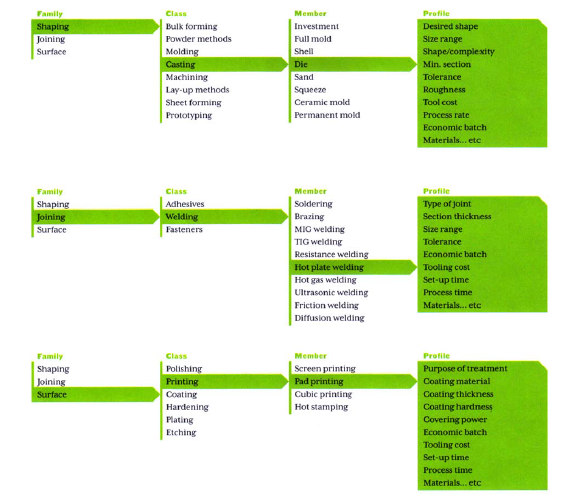 Family
Shaping
Joining
Surface
Class
Bulk forming
Powder methods
Molding
Casting
Machining
Lay-up methods
Sheet forming
Prototyping
Member
Investment
Full mold
Shell
Die
Sand
Squeeze
Ceramic mold
Permanent mold
Profile
Desired shape
Size range
Shape/complexity
Min. section
Tolerance
Roughness
Tool cost
Process rate
Economic batch
Materials... etc
Family
Shaping
Joining
Surface
Class
Adhesives
Welding
Fasteners
Member
Soldering
Brazing
MIG welding
TIG welding
Resistance welding
Hot plate welding
Hot gas welding
Ultrasonic welding
Friction welding
Diffusion welding
Profile
Type of joint
Section thickness
Size range
Tolerance
Economic batch
Tooling cost
Set-up time
Process time
Materials... etc
Family
Shaping
Joining
Surface
Class
Polishing
Printing
Coating
Hardening
Plating
Etching
Member
Screen printing
Pad printing
Cubic printing
Hot stamping
Profile
Purpose of treatment
Coating material
Coating thickness
Coating hardness
Covering power
Economic batch
Tooling cost
Set-up time
Process time
Materials... etc